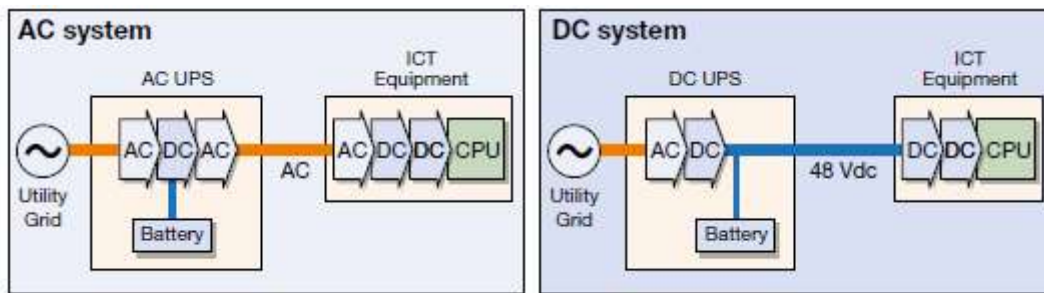 AC system
AC UPS
ICT
Equipment
AC DC AC
AC
AC DC DC CPU
Utility
Grid
Battery
DC system
DC UPS
ICT
Equipment
AC DC
48 Vdc
DC DC CPU
Utility
Grid
Battery